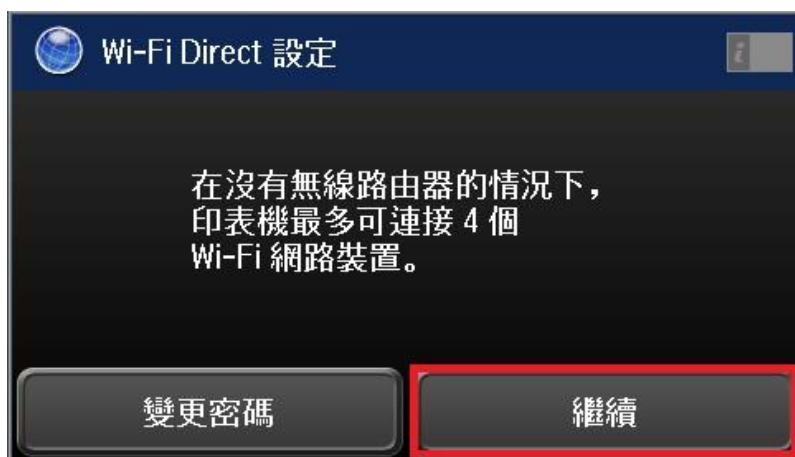 Wi-Fi Direct 設定
i
在沒有無線路由器的情況下，
印表機最多可連接 4 個
Wi-Fi 網路裝置。
變更密碼
繼續